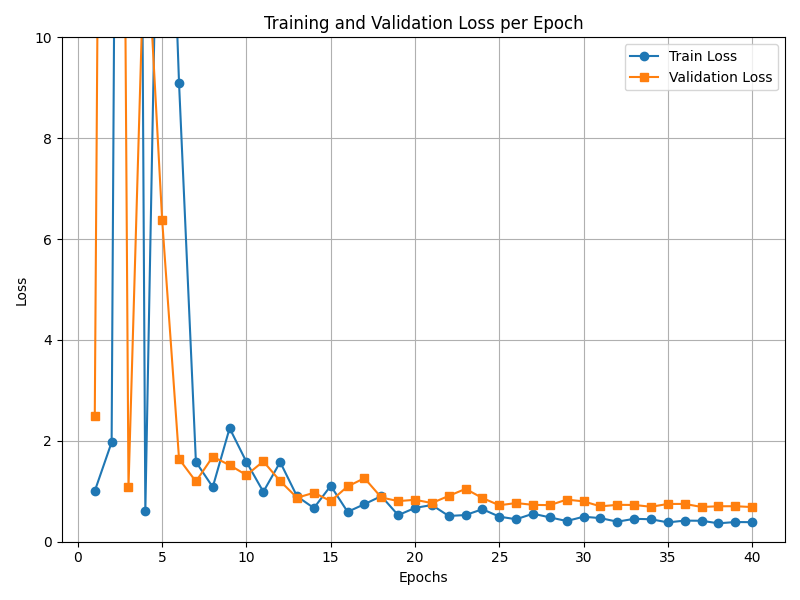 Training and Validation Loss per Epoch
Train Loss
Validation Loss
Loss
10
8
6
4
2
0
0 5 10 15 20 25 30 35 40
Epochs